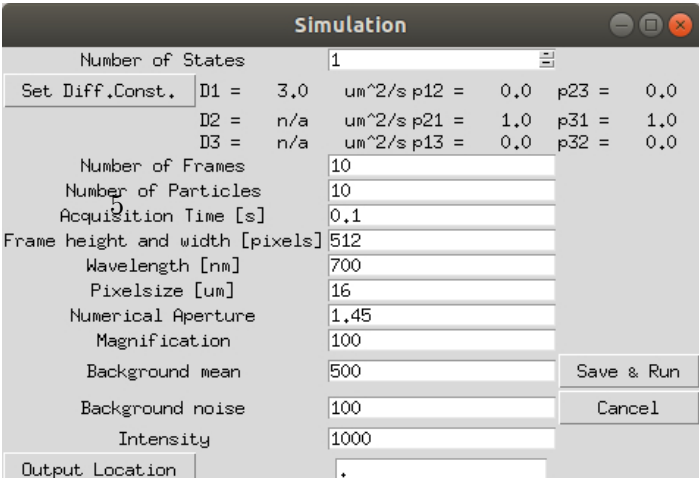 Simulation
Number of States 1
Set Diff.Const. D1 = 3.0 um^2/s p12 = 0.0 p23 = 0.0
D2 = n/a um^2/s p21 = 1.0 p31 = 1.0
D3 = n/a um^2/s p13 = 0.0 p32 = 0.0
Number of Frames 10
Number of Particles 10
5
Acquisition Time [s] 0.1
Frame height and width [pixels] 512
Wavelength [nm] 700
Pixelsize [um] 16
Numerical Aperture 1.45
Magnification 100
Background mean 500 Save & Run
Background noise 100 Cancel
Intensity 1000
Output Location .